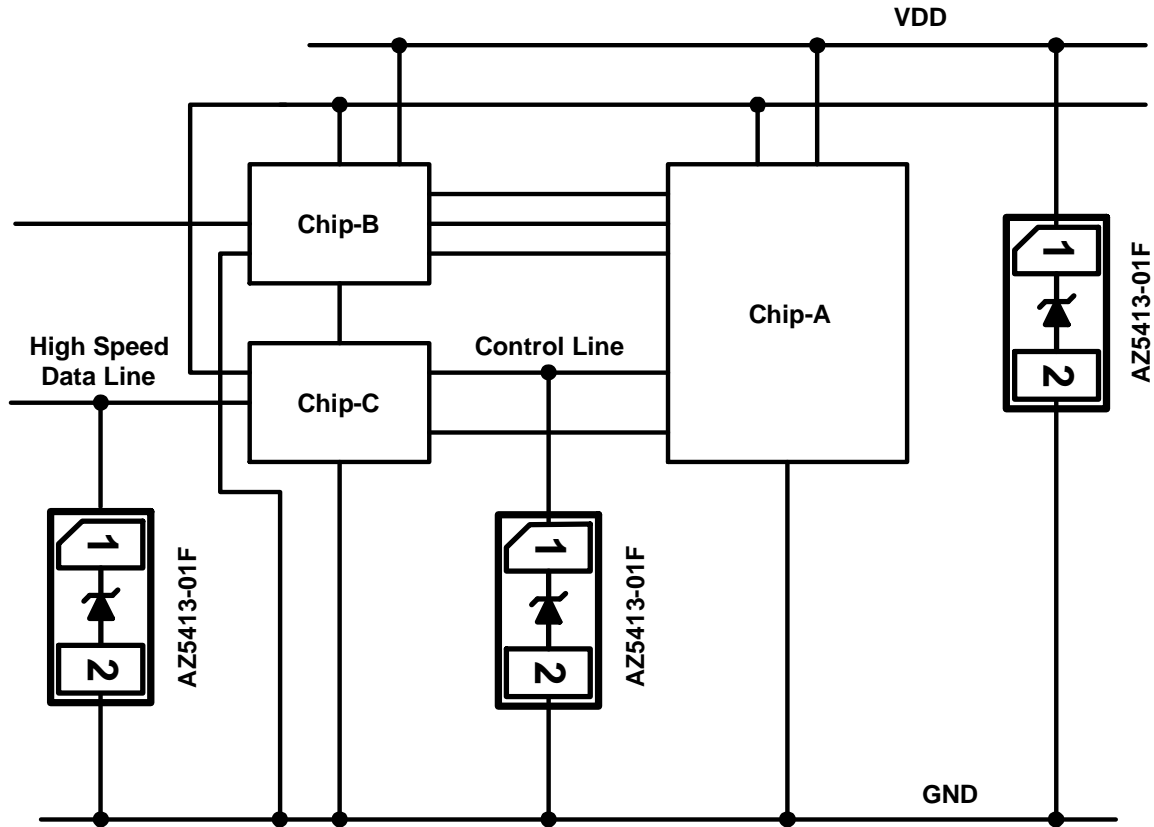 VDD
Chip-B
Chip-A
1
2
AZ5413-01F
High Speed
Data Line
Control Line
Chip-C
1
2
AZ5413-01F
1
2
AZ5413-01F
GND